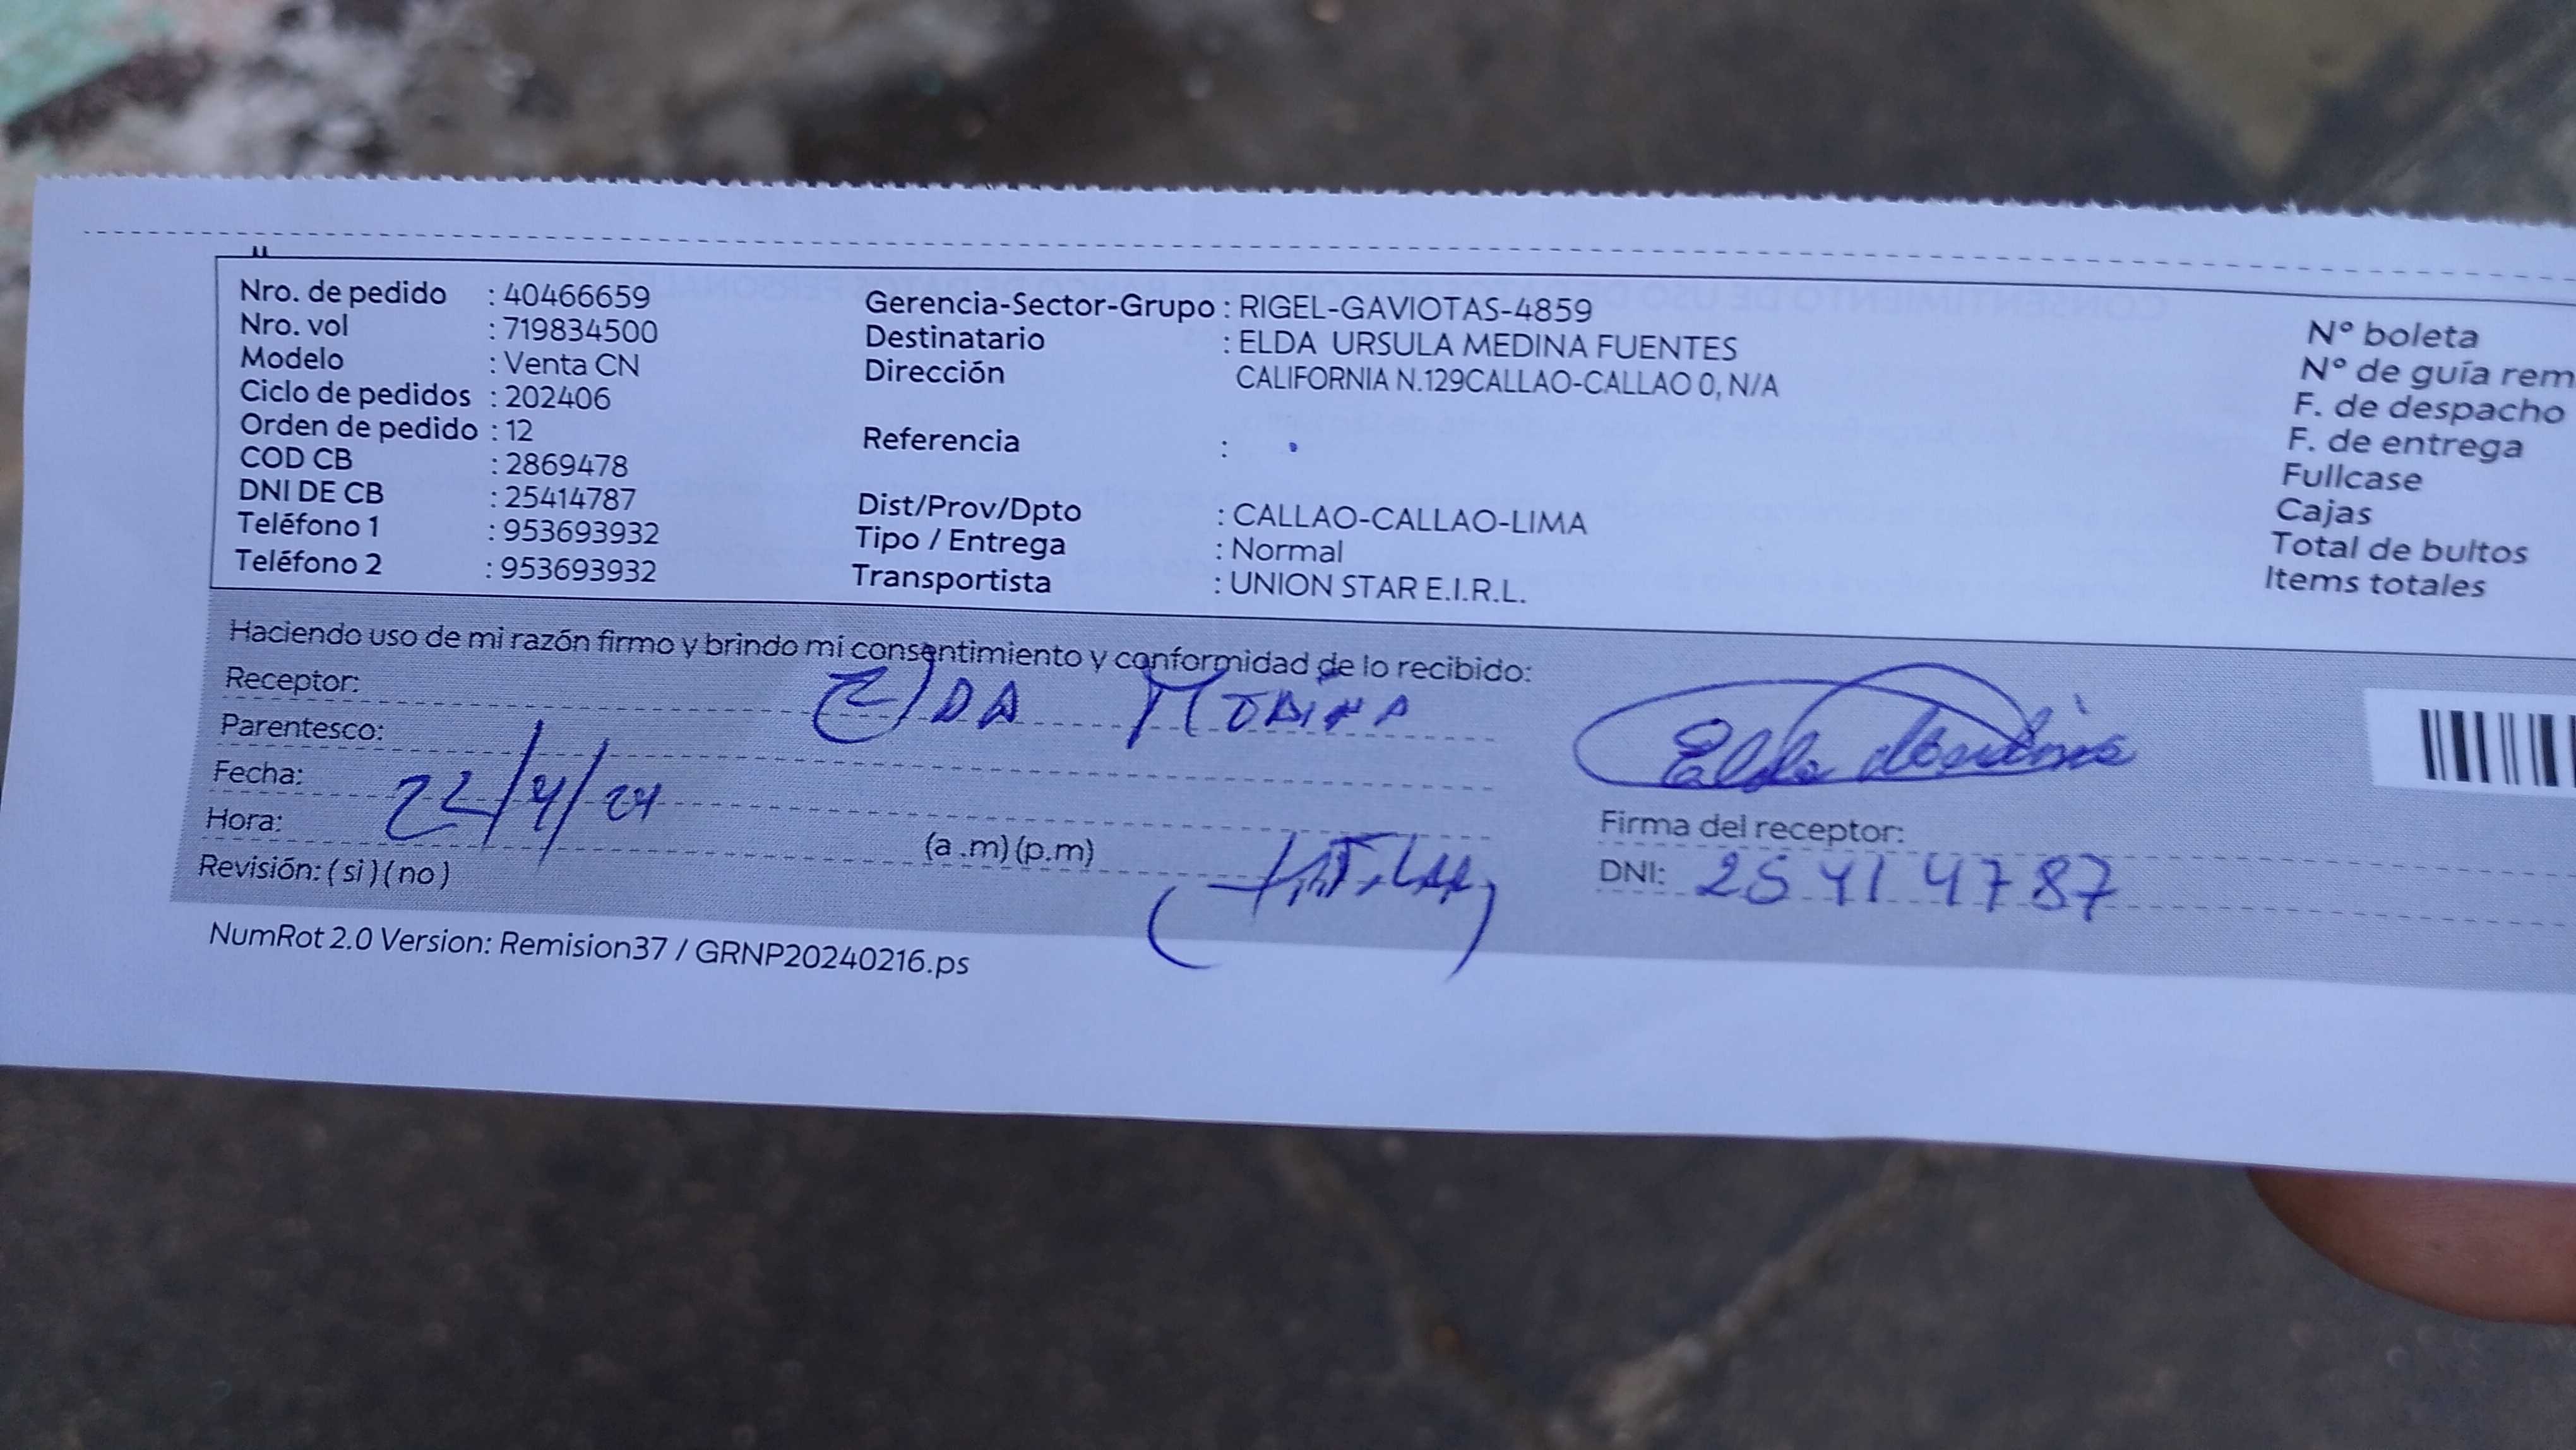 Nro. de pedido : 40466659
Nro. vol : 719834500
Modelo : Venta CN
Ciclo de pedidos : 202406
Orden de pedido : 12
COD CB : 2869478
DNI DE CB : 25414787
Teléfono 1 : 953693932
Teléfono 2 : 953693932
Gerencia-Sector-Grupo : RIGEL-GAVIOTAS-4859
Destinatario : ELDA URSULA MEDINA FUENTES
Dirección CALIFORNIA N.129CALLAO-CALLAO 0, N/A
Referencia :
Dist/Prov/Dpto : CALLAO-CALLAO-LIMA
Tipo / Entrega : Normal
Transportista : UNION STAR E.I.R.L.
N° boleta
N° de guía rem
F. de despacho
F. de entrega
Fullcase
Cajas
Total de bultos
Items totales
Haciendo uso de mi razón firmo y brindo mi consentimiento y conformidad de lo recibido:
Receptor: ElDA MEDINA
Parentesco:
Fecha: 22/4/24
Hora: (a .m) (p.m)
Revisión: ( si ) ( no )
Elda Medina
Firma del receptor:
DNI: 25414787
NumRot 2.0 Version: Remision37 / GRNP20240216.ps